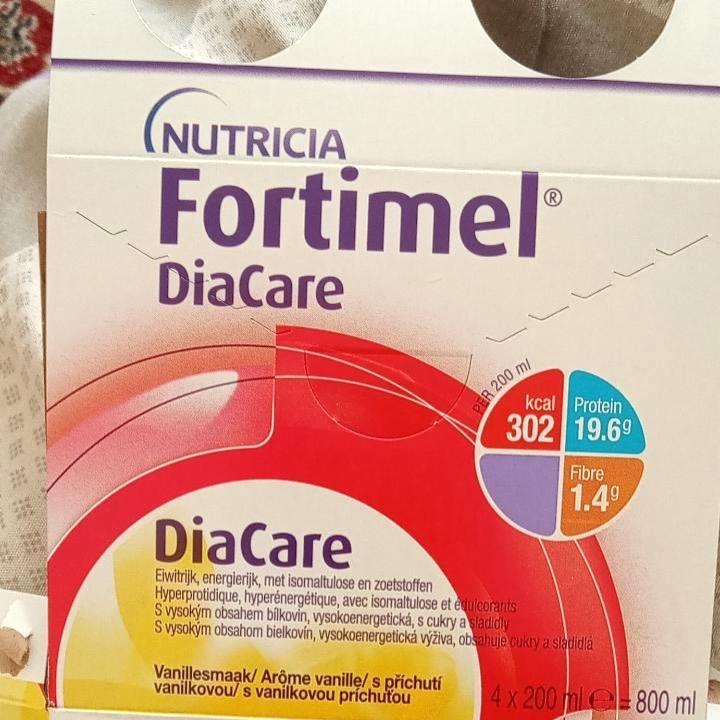 NUTRICIA
Fortimel®
DiaCare
PER 200 ml
kcal
302
Protein
19.6g
Fibre
1.4g
DiaCare
Eiwitrijk, energierijk, met isomaltulose en zoetstoffen
Hyperprotidique, hyperénergétique, avec isomaltulose et édulcorants
S vysokým obsahem bílkovin, vysokoenergetická, s cukry a sladidly
S vysokým obsahom bielkovín, vysokoenergetická výživa, obsahuje cukry a sladidlá
Vanillesmaak/ Arôme vanille/ s příchutí
vanilkovou/ s vanilkovou príchuťou
4 x 200 ml ℮ = 800 ml